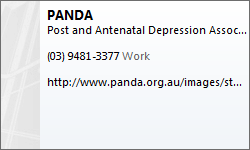 PANDA
Post and Antenatal Depression Assoc...
(03) 9481-3377 Work
http://www.panda.org.au/images/st...